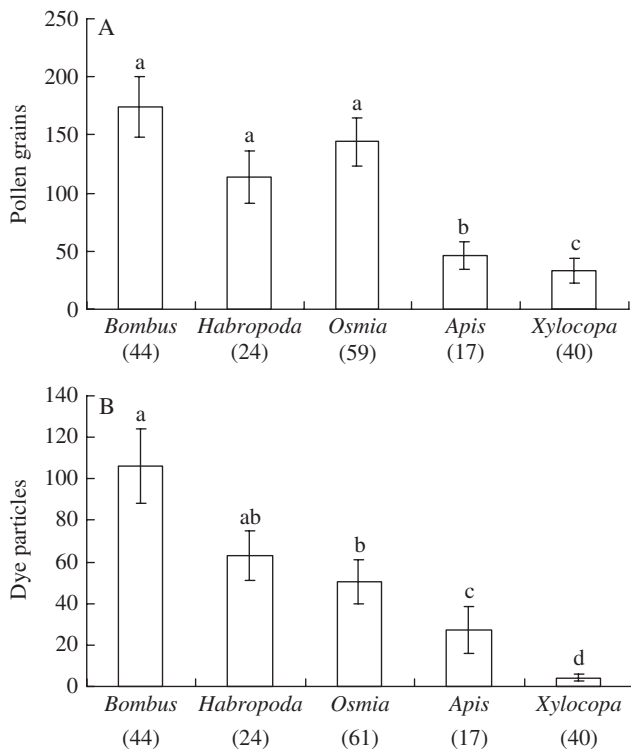 A
250
200
150
100
50
0
Pollen grains
a
a
a
b
c
Bombus Habropoda Osmia Apis Xylocopa
(44) (24) (59) (17) (40)
B
140
120
100
80
60
40
20
0
Dye particles
a
ab
b
c
d
Bombus Habropoda Osmia Apis Xylocopa
(44) (24) (61) (17) (40)